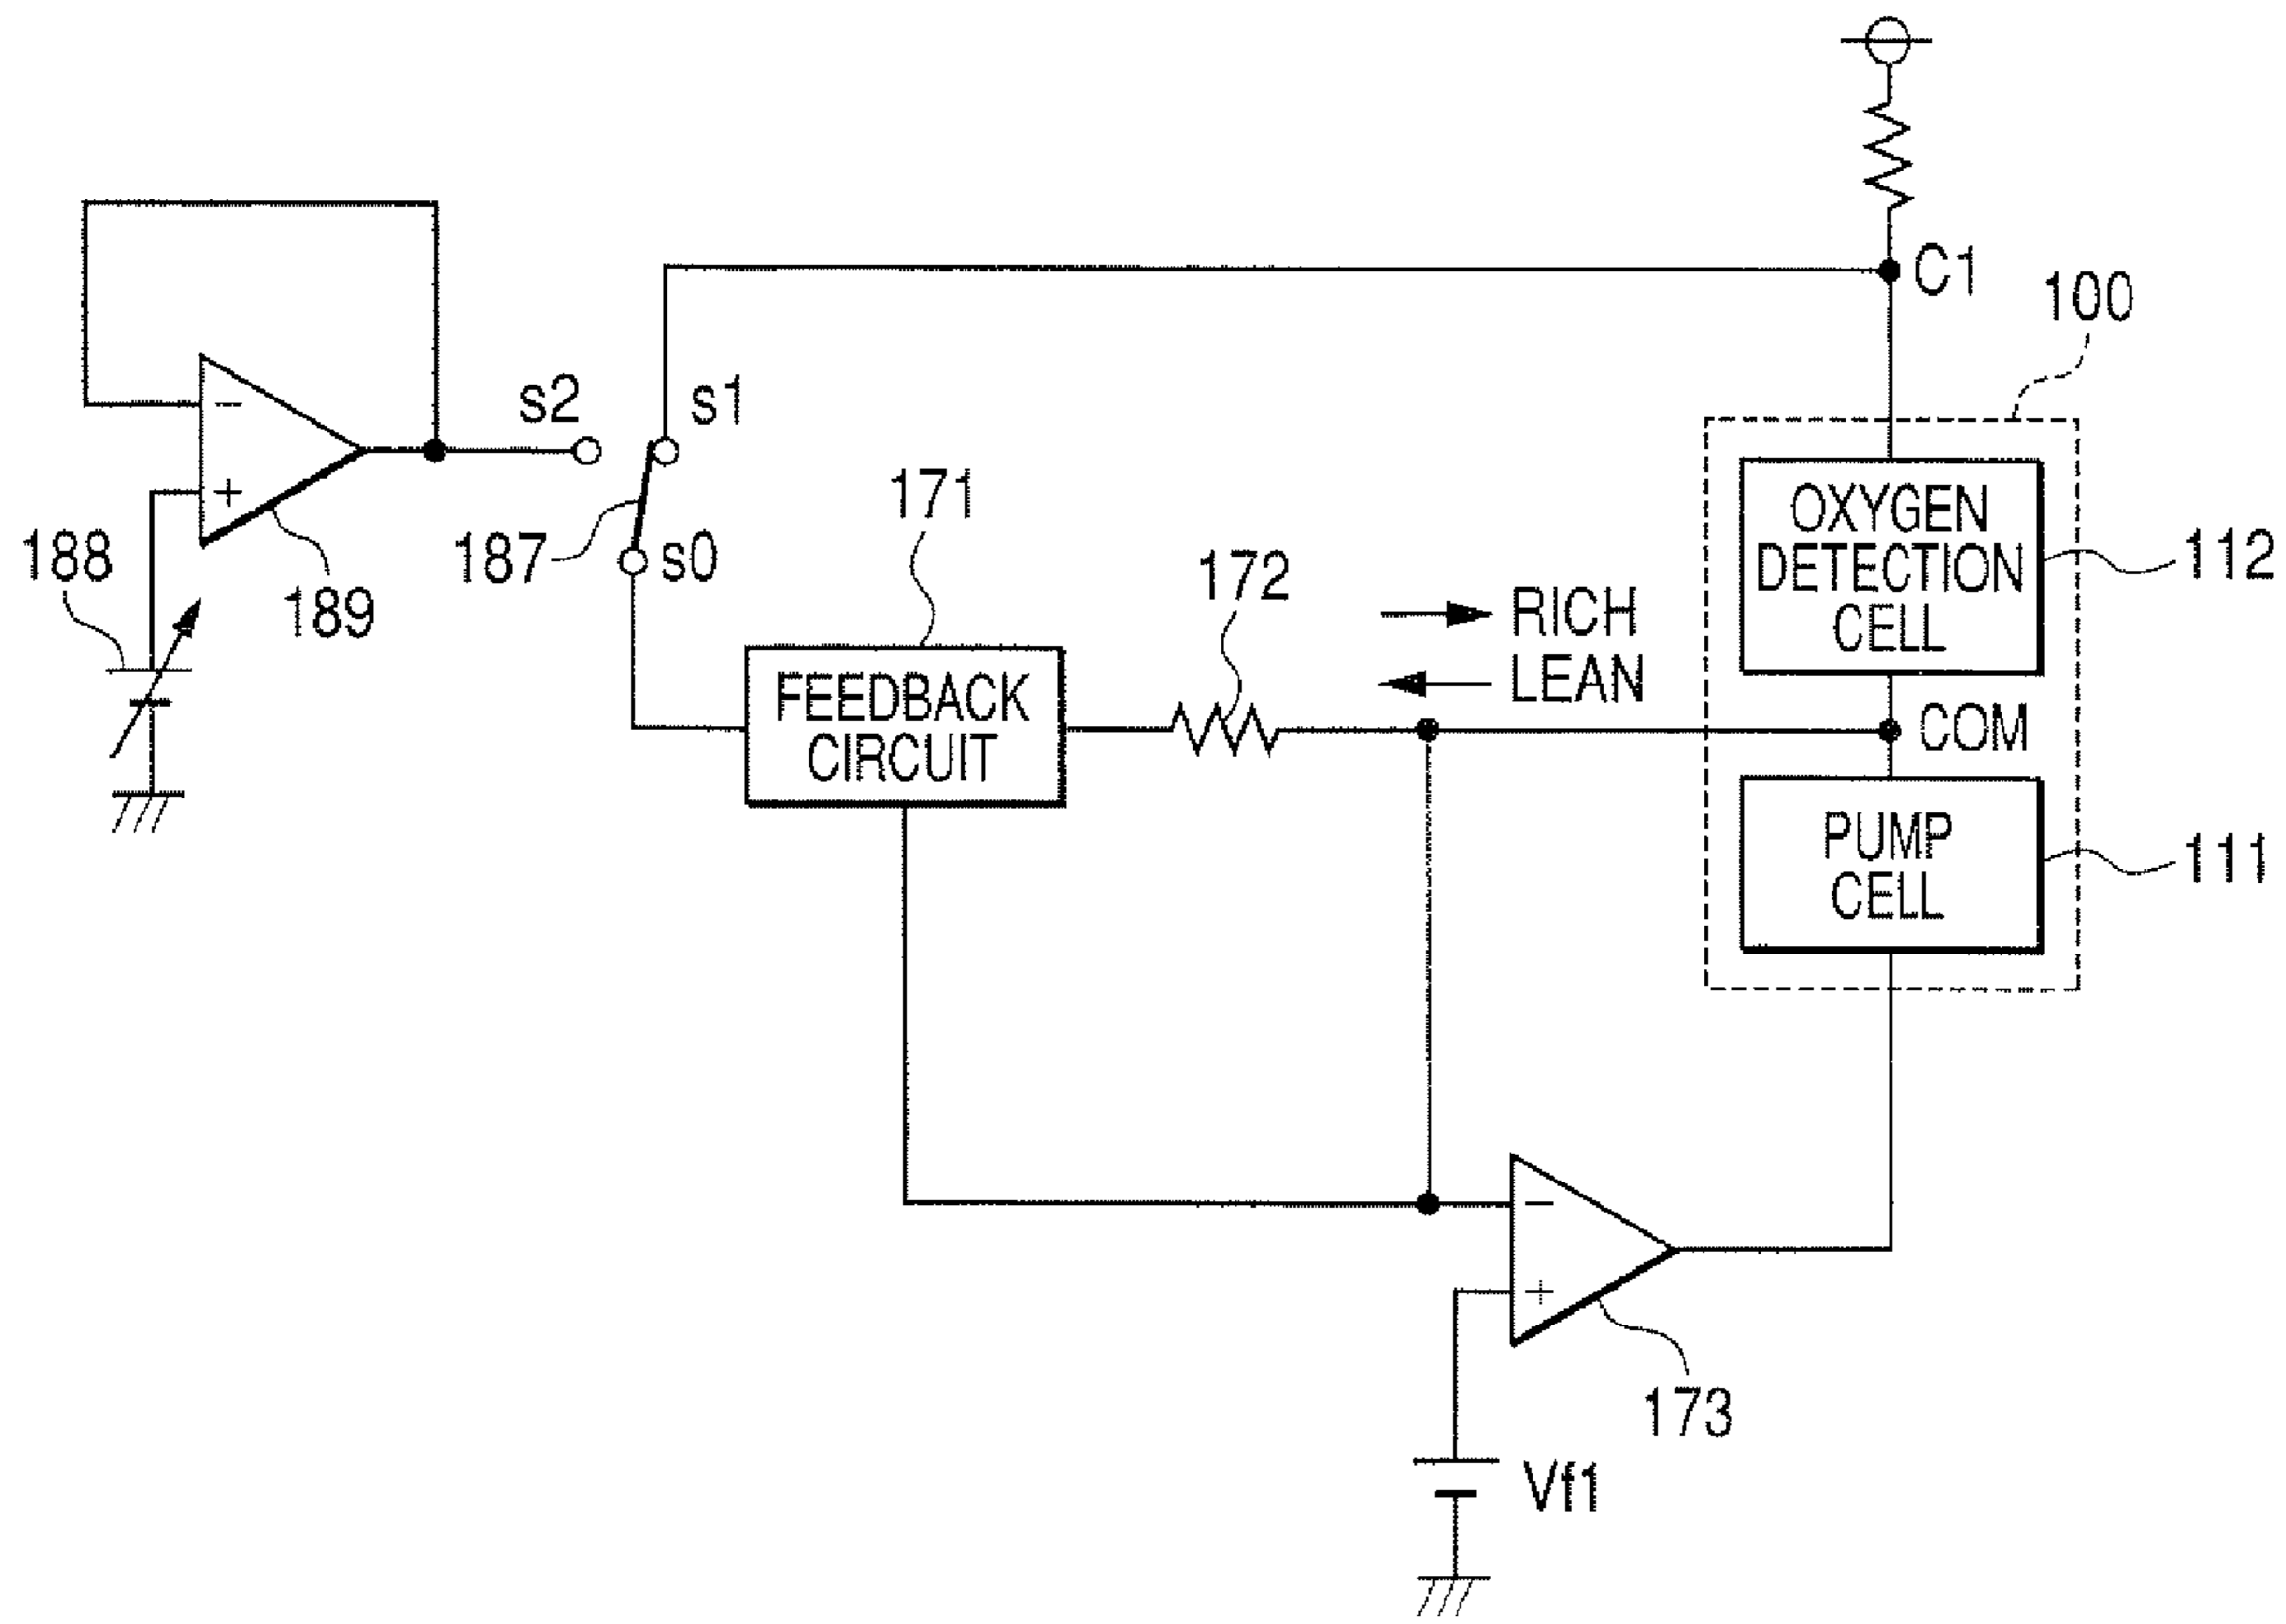 C1
100
s2
s1
171
OXYGEN
DETECTION
CELL
112
187
s0
172
188
189
RICH
LEAN
FEEDBACK
CIRCUIT
COM
PUMP
CELL
111
−
+
−
+
173
Vf1